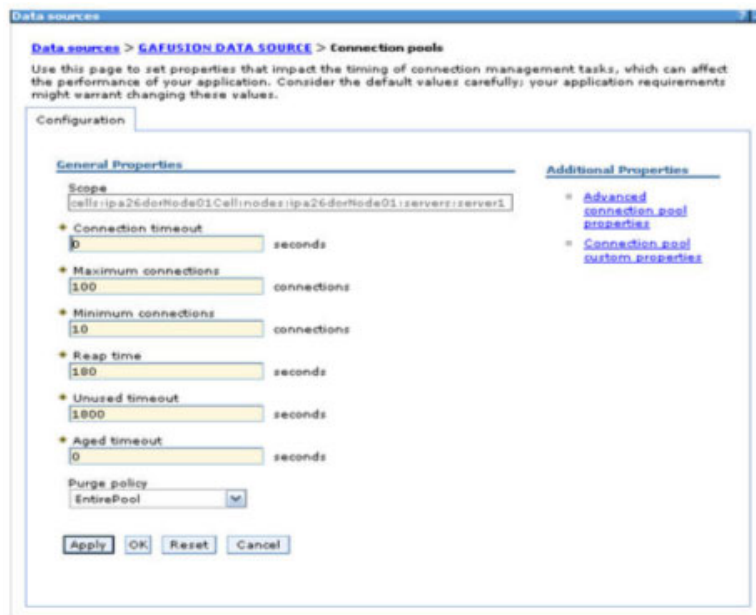 Data sources
Data sources > GAFUSION DATA SOURCE > Connection pools
Use this page to set properties that impact the timing of connection management tasks, which can affect
the performance of your application. Consider the default values carefully; your application requirements
might warrant changing these values.
Configuration
General Properties
Scope
cells:ipa26dorNode01Cell:nodes:ipa26dorNode01:servers:server1
* Connection timeout
0 seconds
* Maximum connections
100 connections
* Minimum connections
10 connections
* Reap time
180 seconds
* Unused timeout
1800 seconds
* Aged timeout
0 seconds
Purge policy
EntirePool
Apply OK Reset Cancel
Additional Properties
Advanced
connection pool
properties
Connection pool
custom properties